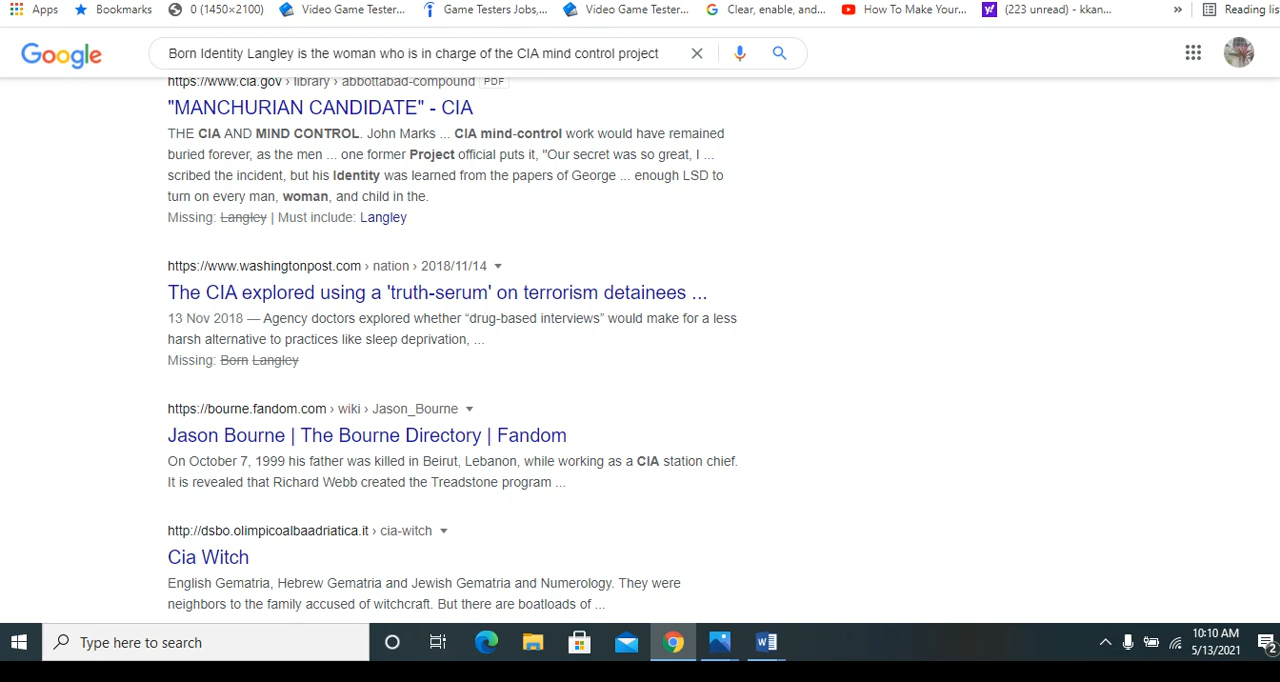 Apps Bookmarks 0 (1450×2100) Video Game Tester... Game Testers Jobs,... Video Game Tester... Clear, enable, and... How To Make Your... (223 unread) - kkan... » Reading lis
Google Born Identity Langley is the woman who is in charge of the CIA mind control project
https://www.cia.gov › library › abbottabad-compound PDF
"MANCHURIAN CANDIDATE" - CIA
THE CIA AND MIND CONTROL. John Marks ... CIA mind-control work would have remained
buried forever, as the men ... one former Project official puts it, "Our secret was so great, I ...
scribed the incident, but his Identity was learned from the papers of George ... enough LSD to
turn on every man, woman, and child in the.
Missing: Langley | Must include: Langley
https://www.washingtonpost.com › nation › 2018/11/14
The CIA explored using a 'truth-serum' on terrorism detainees ...
13 Nov 2018 — Agency doctors explored whether “drug-based interviews” would make for a less
harsh alternative to practices like sleep deprivation, ...
Missing: Born Langley
https://bourne.fandom.com › wiki › Jason_Bourne
Jason Bourne | The Bourne Directory | Fandom
On October 7, 1999 his father was killed in Beirut, Lebanon, while working as a CIA station chief.
It is revealed that Richard Webb created the Treadstone program ...
http://dsbo.olimpicoalbaadriatica.it › cia-witch
Cia Witch
English Gematria, Hebrew Gematria and Jewish Gematria and Numerology. They were
neighbors to the family accused of witchcraft. But there are boatloads of ...
Type here to search
10:10 AM
5/13/2021
2